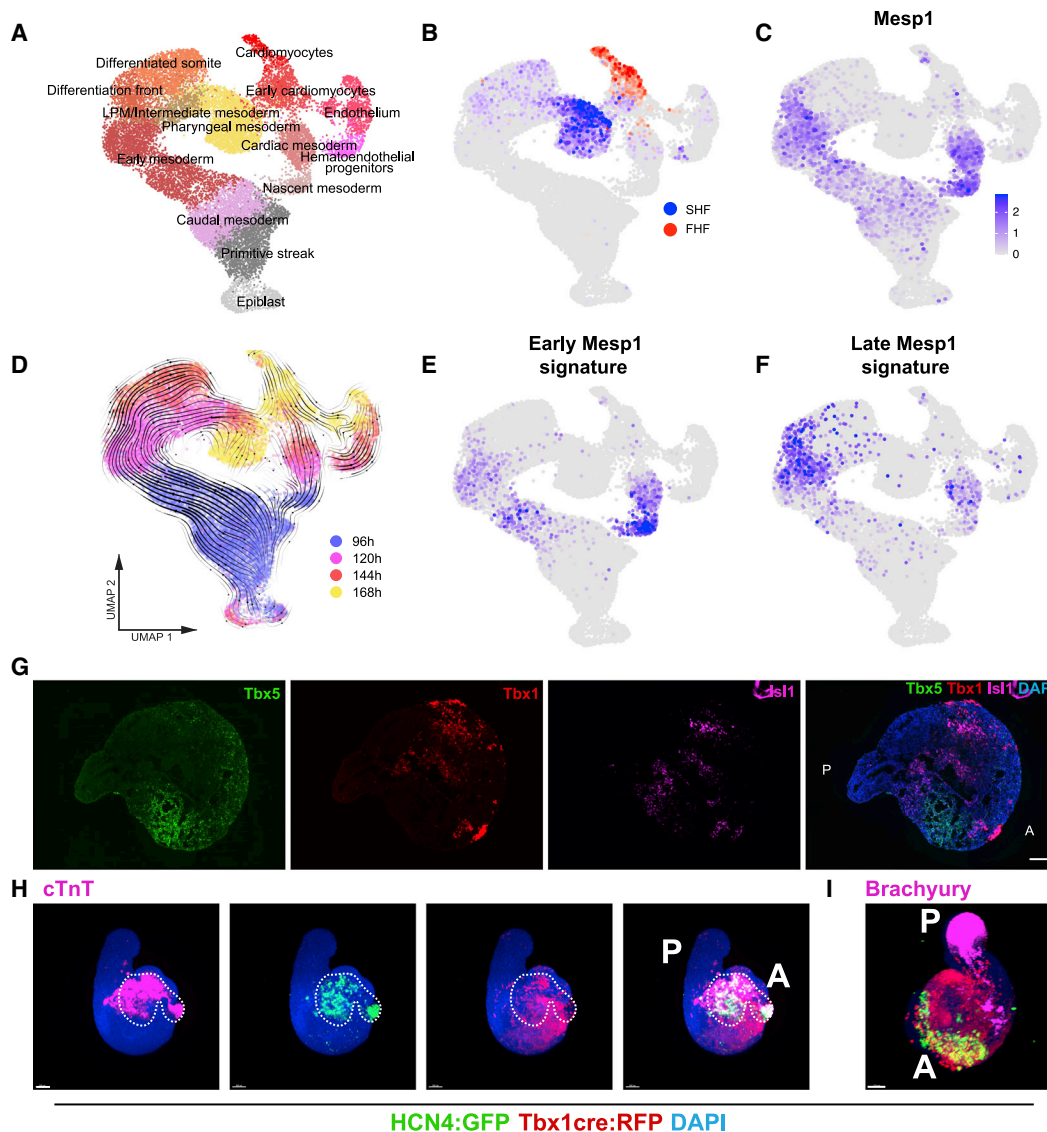 A
Differentiated somite
Cardiomyocytes
Differentiation front
Early cardiomyocytes
LPM/Intermediate mesoderm
Endothelium
Pharyngeal mesoderm
Cardiac mesoderm
Early mesoderm
Hematoendothelial
progenitors
Nascent mesoderm
Caudal mesoderm
Primitive streak
Epiblast
B
SHF
FHF
C
Mesp1
2
1
0
D
96h
120h
144h
168h
UMAP 2
UMAP 1
E
Early Mesp1
signature
F
Late Mesp1
signature
G
Tbx5
Tbx1
Isl1
Tbx5 Tbx1 Isl1 DAP
P
A
H
cTnT
P
A
I
Brachyury
P
A
HCN4:GFP Tbx1cre:RFP DAPI